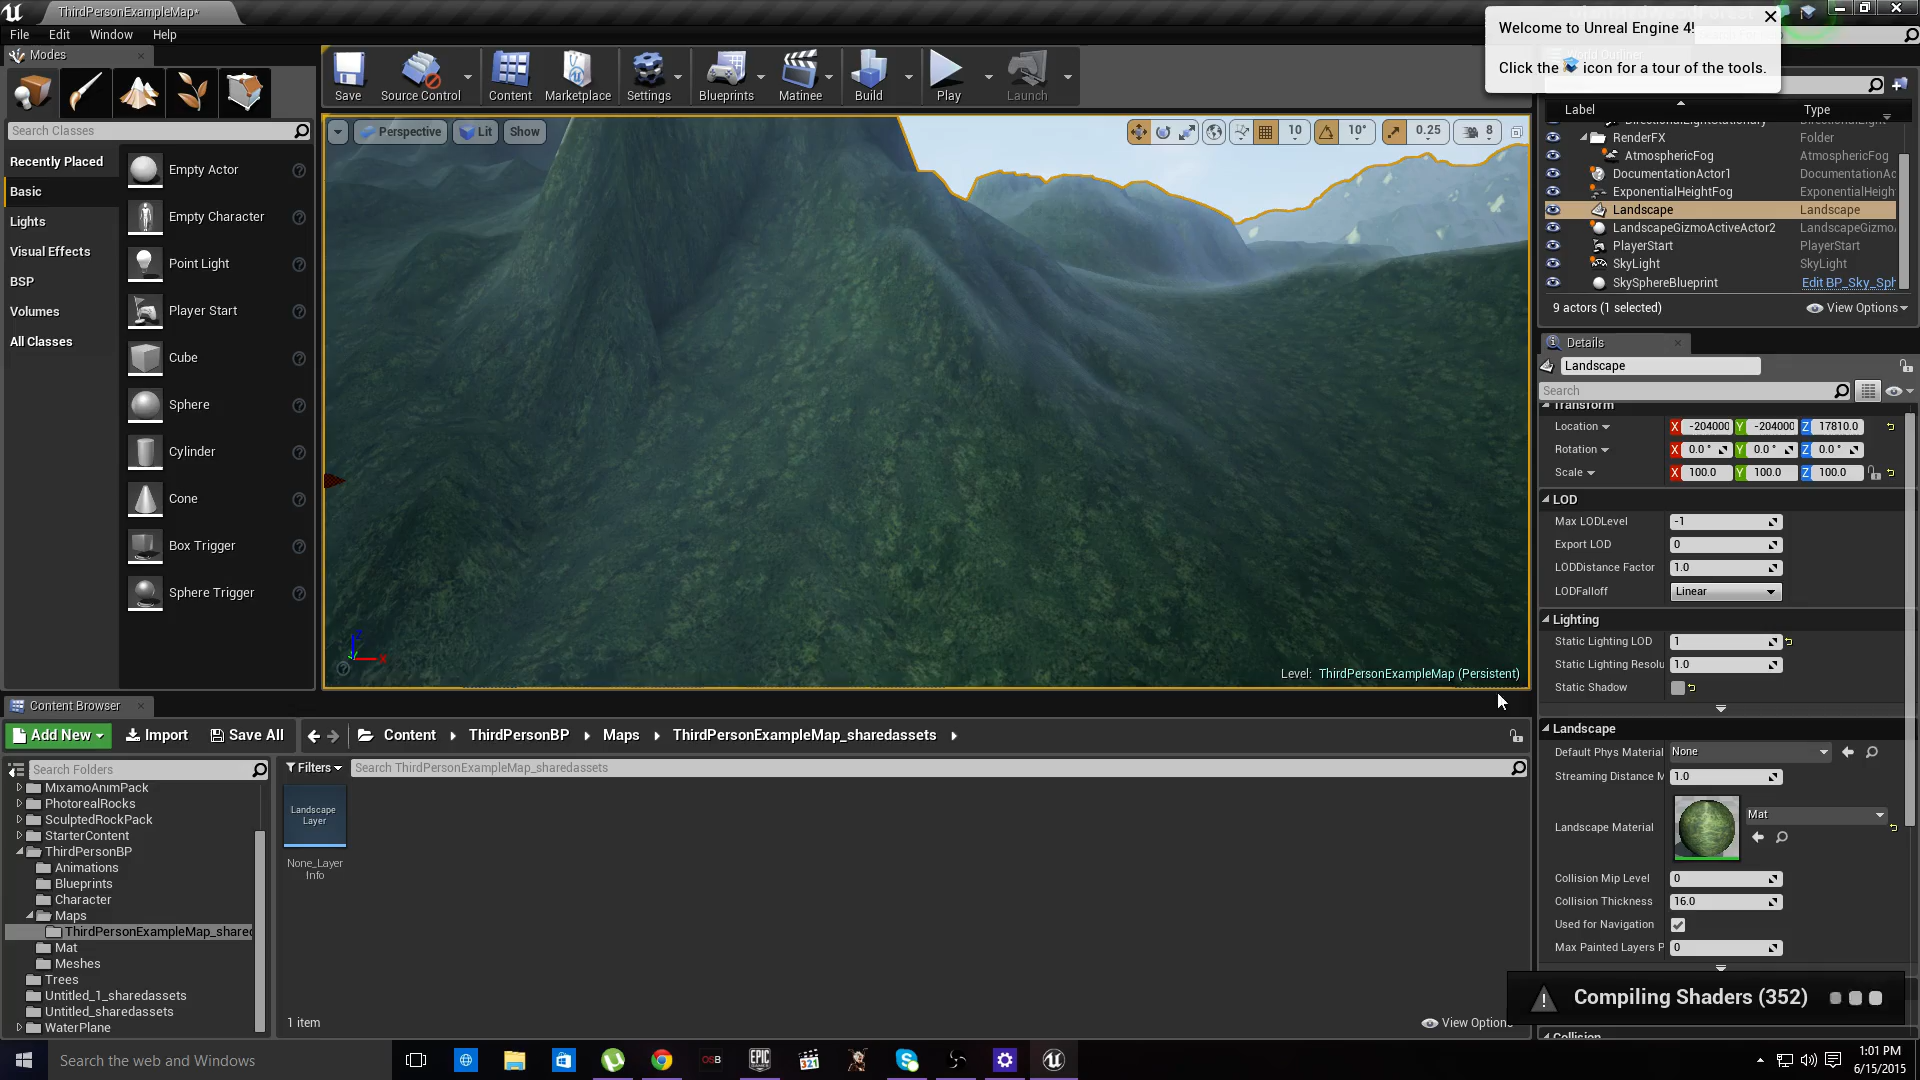 ThirdPersonExampleMap*
File Edit Window Help
Welcome to Unreal Engine 4!
Click the icon for a tour of the tools.
Modes
Save Source Control Content Marketplace Settings Blueprints Matinee Build Play Launch
Search Classes
Recently Placed
Basic
Lights
Visual Effects
BSP
Volumes
All Classes
Empty Actor
Empty Character
Point Light
Player Start
Cube
Sphere
Cylinder
Cone
Box Trigger
Sphere Trigger
Perspective Lit Show
10 10° 0.25 8
Level: ThirdPersonExampleMap (Persistent)
Label Type
RenderFX Folder
AtmosphericFog AtmosphericFog
DocumentationActor1 DocumentationAc
ExponentialHeightFog ExponentialHeigh
Landscape Landscape
LandscapeGizmoActiveActor2 LandscapeGizmo
PlayerStart PlayerStart
SkyLight SkyLight
SkySphereBlueprint Edit BP_Sky_Sph
9 actors (1 selected) View Options
Details
Landscape
Search
Transform
Location X -204000 Y -204000 Z 17810.0
Rotation X 0.0 ° Y 0.0 ° Z 0.0 °
Scale X 100.0 Y 100.0 Z 100.0
LOD
Max LODLevel -1
Export LOD 0
LODDistance Factor 1.0
LODFalloff Linear
Lighting
Static Lighting LOD 1
Static Lighting Resolu 1.0
Static Shadow
Landscape
Default Phys Material None
Streaming Distance M 1.0
Landscape Material Mat
Collision Mip Level 0
Collision Thickness 16.0
Used for Navigation
Max Painted Layers P 0
Compiling Shaders (352)
Collision
Content Browser
Add New Import Save All Content ThirdPersonBP Maps ThirdPersonExampleMap_sharedassets
Search Folders
Filters Search ThirdPersonExampleMap_sharedassets
MixamoAnimPack
PhotorealRocks
SculptedRockPack
StarterContent
ThirdPersonBP
Animations
Blueprints
Character
Maps
ThirdPersonExampleMap_shared
Mat
Meshes
Trees
Untitled_1_sharedassets
Untitled_sharedassets
WaterPlane
Landscape
Layer
None_Layer
Info
1 item View Options
Search the web and Windows
OSB
EPIC
GAMES
321
1:01 PM
6/15/2015